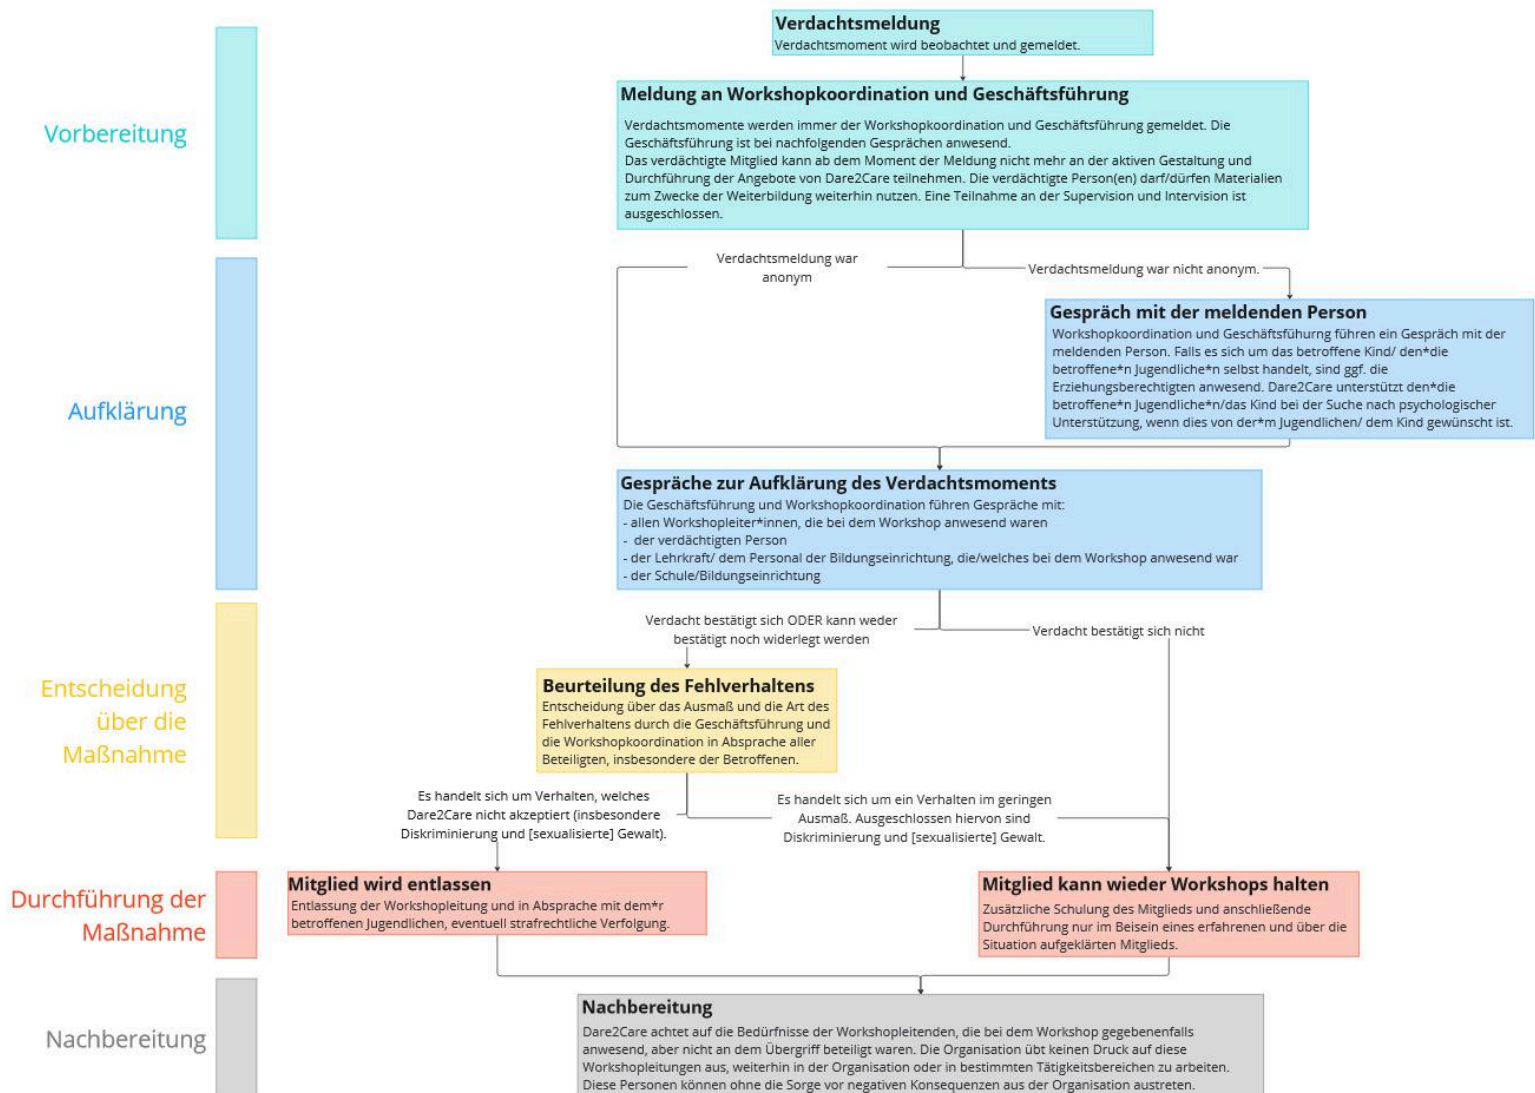 Verdachtsmeldung
Verdachtsmoment wird beobachtet und gemeldet.
Vorbereitung
Meldung an Workshopkoordination und Geschäftsführung
Verdachtsmomente werden immer der Workshopkoordination und Geschäftsführung gemeldet. Die
Geschäftsführung ist bei nachfolgenden Gesprächen anwesend.
Das verdächtigte Mitglied kann ab dem Moment der Meldung nicht mehr an der aktiven Gestaltung und
Durchführung der Angebote von Dare2Care teilnehmen. Die verdächtigte Person(en) darf/dürfen Materialien
zum Zwecke der Weiterbildung weiterhin nutzen. Eine Teilnahme an der Supervision und Intervision ist
ausgeschlossen.
Verdachtsmeldung war
anonym
Verdachtsmeldung war nicht anonym.
Aufklärung
Gespräch mit der meldenden Person
Workshopkoordination und Geschäftsfühurng führen ein Gespräch mit der
meldenden Person. Falls es sich um das betroffene Kind/ den*die
betroffene*n Jugendliche*n selbst handelt, sind ggf. die
Erziehungsberechtigten anwesend. Dare2Care unterstützt den*die
betroffene*n Jugendliche*n/das Kind bei der Suche nach psychologischer
Unterstützung, wenn dies von der*m Jugendlichen/ dem Kind gewünscht ist.
Gespräche zur Aufklärung des Verdachtsmoments
Die Geschäftsführung und Workshopkoordination führen Gespräche mit:
- allen Workshopleiter*innen, die bei dem Workshop anwesend waren
- der verdächtigten Person
- der Lehrkraft/ dem Personal der Bildungseinrichtung, die/welches bei dem Workshop anwesend war
- der Schule/Bildungseinrichtung
Verdacht bestätigt sich ODER kann weder
bestätigt noch widerlegt werden
Verdacht bestätigt sich nicht
Entscheidung
über die
Maßnahme
Beurteilung des Fehlverhaltens
Entscheidung über das Ausmaß und die Art des
Fehlverhaltens durch die Geschäftsführung und
die Workshopkoordination in Absprache aller
Beteiligten, insbesondere der Betroffenen.
Es handelt sich um Verhalten, welches
Dare2Care nicht akzeptiert (insbesondere
Diskriminierung und [sexualisierte] Gewalt).
Es handelt sich um ein Verhalten im geringen
Ausmaß. Ausgeschlossen hiervon sind
Diskriminierung und [sexualisierte] Gewalt.
Durchführung der
Maßnahme
Mitglied wird entlassen
Entlassung der Workshopleitung und in Absprache mit dem*r
betroffenen Jugendlichen, eventuell strafrechtliche Verfolgung.
Mitglied kann wieder Workshops halten
Zusätzliche Schulung des Mitglieds und anschließende
Durchführung nur im Beisein eines erfahrenen und über die
Situation aufgeklärten Mitglieds.
Nachbereitung
Nachbereitung
Dare2Care achtet auf die Bedürfnisse der Workshopleitenden, die bei dem Workshop gegebenenfalls
anwesend, aber nicht an dem Übergriff beteiligt waren. Die Organisation übt keinen Druck auf diese
Workshopleitungen aus, weiterhin in der Organisation oder in bestimmten Tätigkeitsbereichen zu arbeiten.
Diese Personen können ohne die Sorge vor negativen Konsequenzen aus der Organisation austreten.